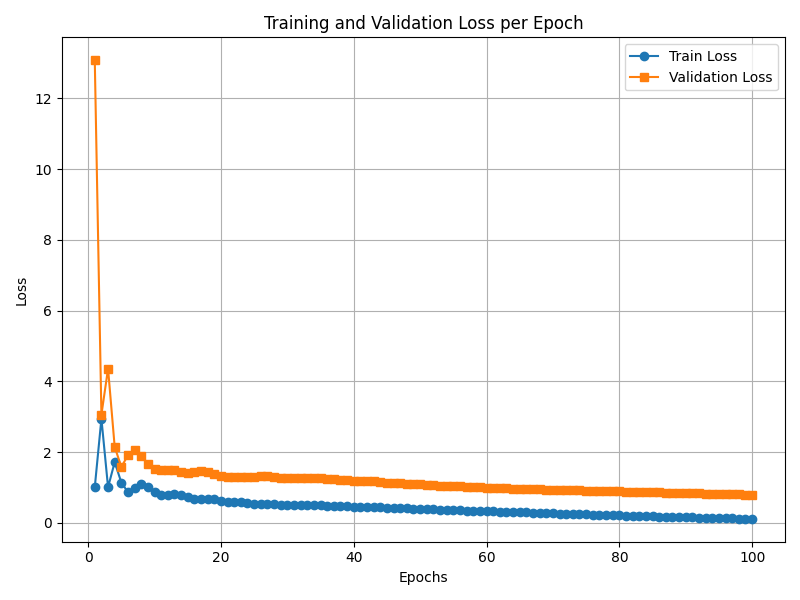 Training and Validation Loss per Epoch
Train Loss
Validation Loss
Loss
12
10
8
6
4
2
0
0 20 40 60 80 100
Epochs